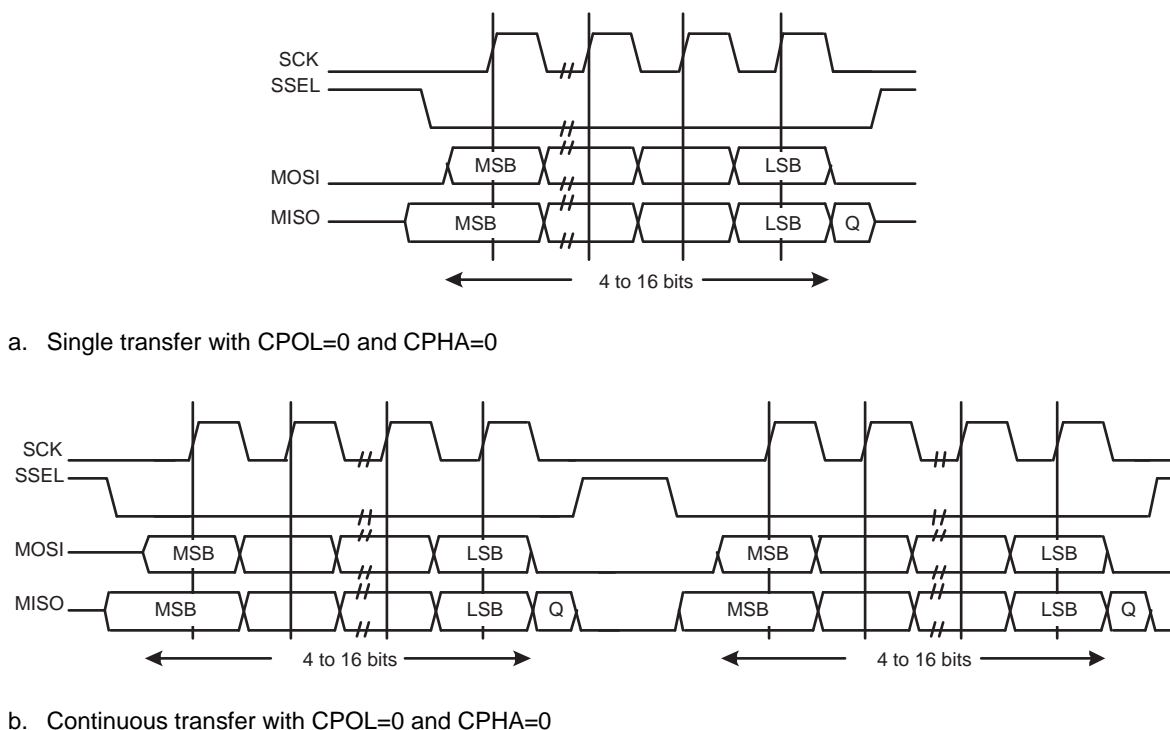 SCK
SSEL
MOSI MSB LSB
MISO MSB LSB Q
4 to 16 bits
a. Single transfer with CPOL=0 and CPHA=0
SCK
SSEL
MOSI MSB LSB MSB LSB
MISO MSB LSB Q MSB LSB Q
4 to 16 bits 4 to 16 bits
b. Continuous transfer with CPOL=0 and CPHA=0